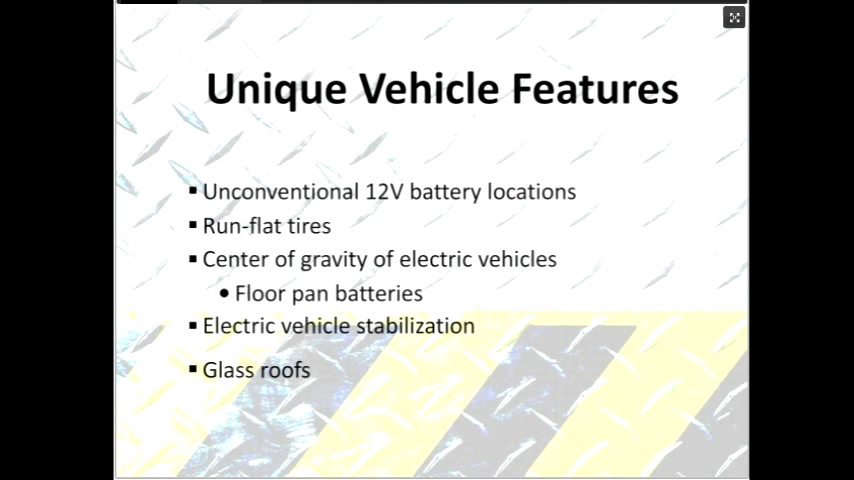 Unique Vehicle Features
▪ Unconventional 12V battery locations
▪ Run-flat tires
▪ Center of gravity of electric vehicles
• Floor pan batteries
▪ Electric vehicle stabilization
▪ Glass roofs